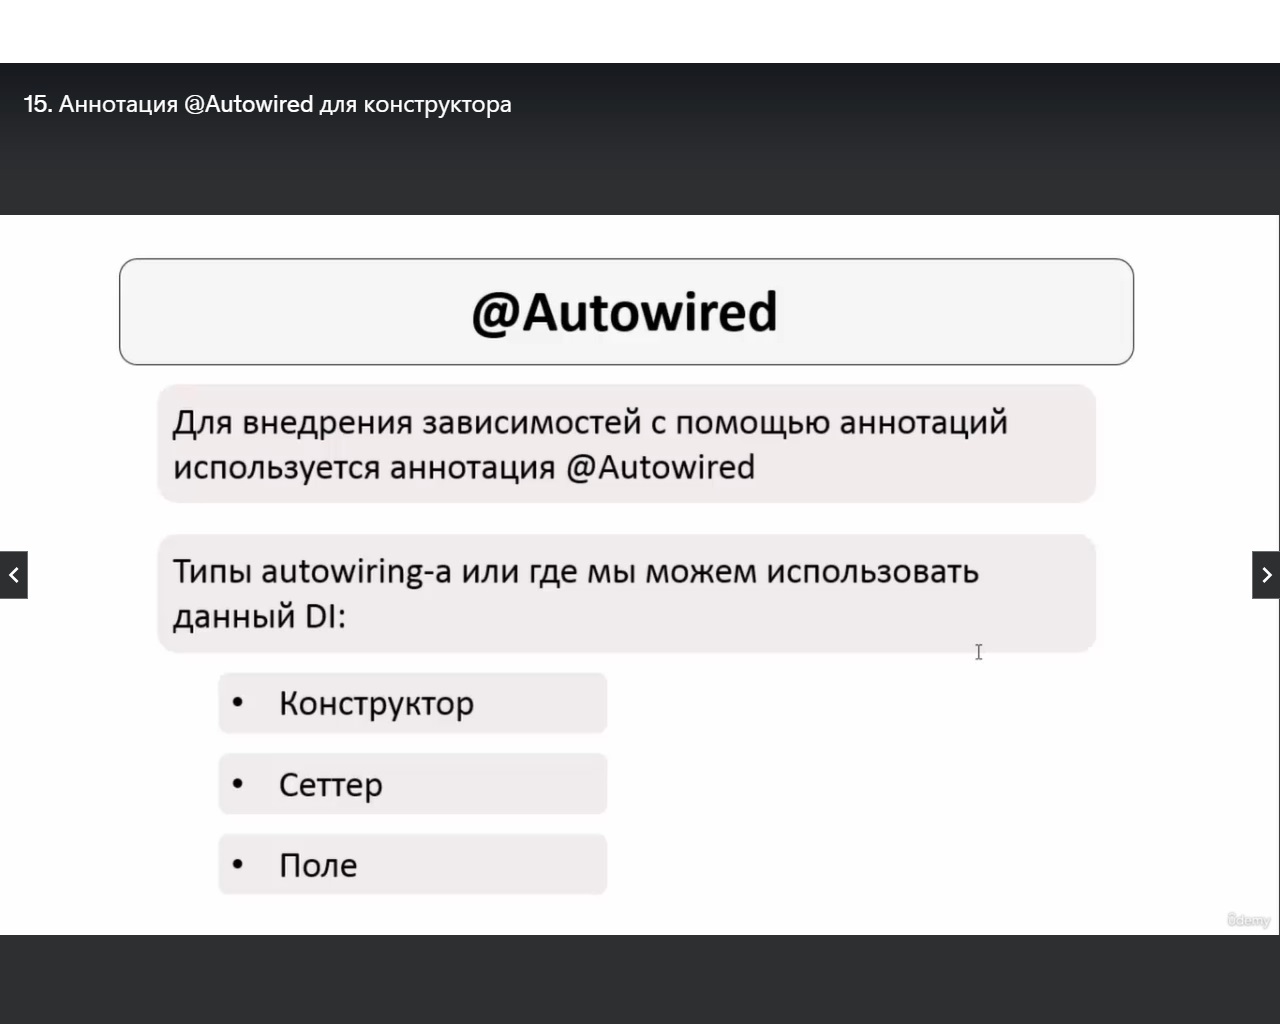 15. Аннотация @Autowired для конструктора
@Autowired
Для внедрения зависимостей с помощью аннотаций
используется аннотация @Autowired
Типы autowiring-а или где мы можем использовать
данный DI:
• Конструктор
• Сеттер
• Поле
ûdemy